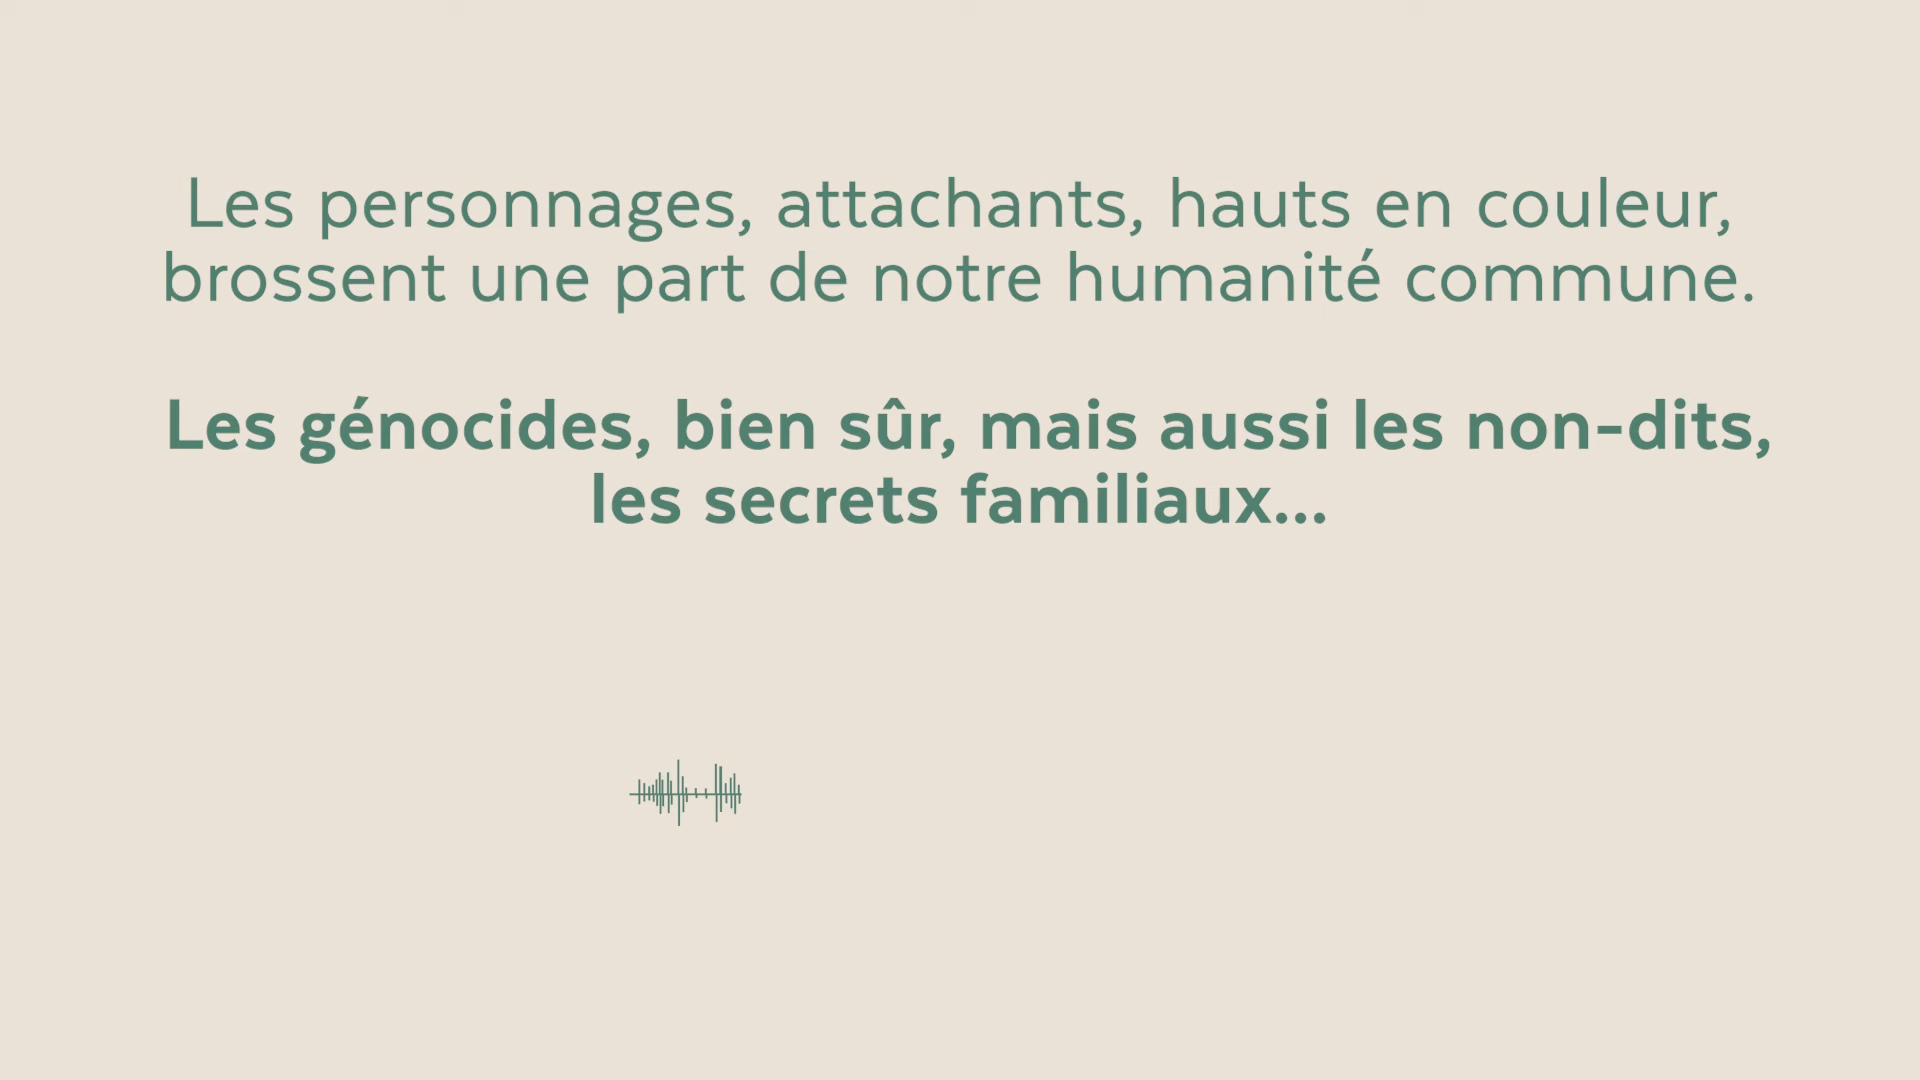 Les personnages, attachants, hauts en couleur,
brossent une part de notre humanité commune.
Les génocides, bien sûr, mais aussi les non-dits,
les secrets familiaux...